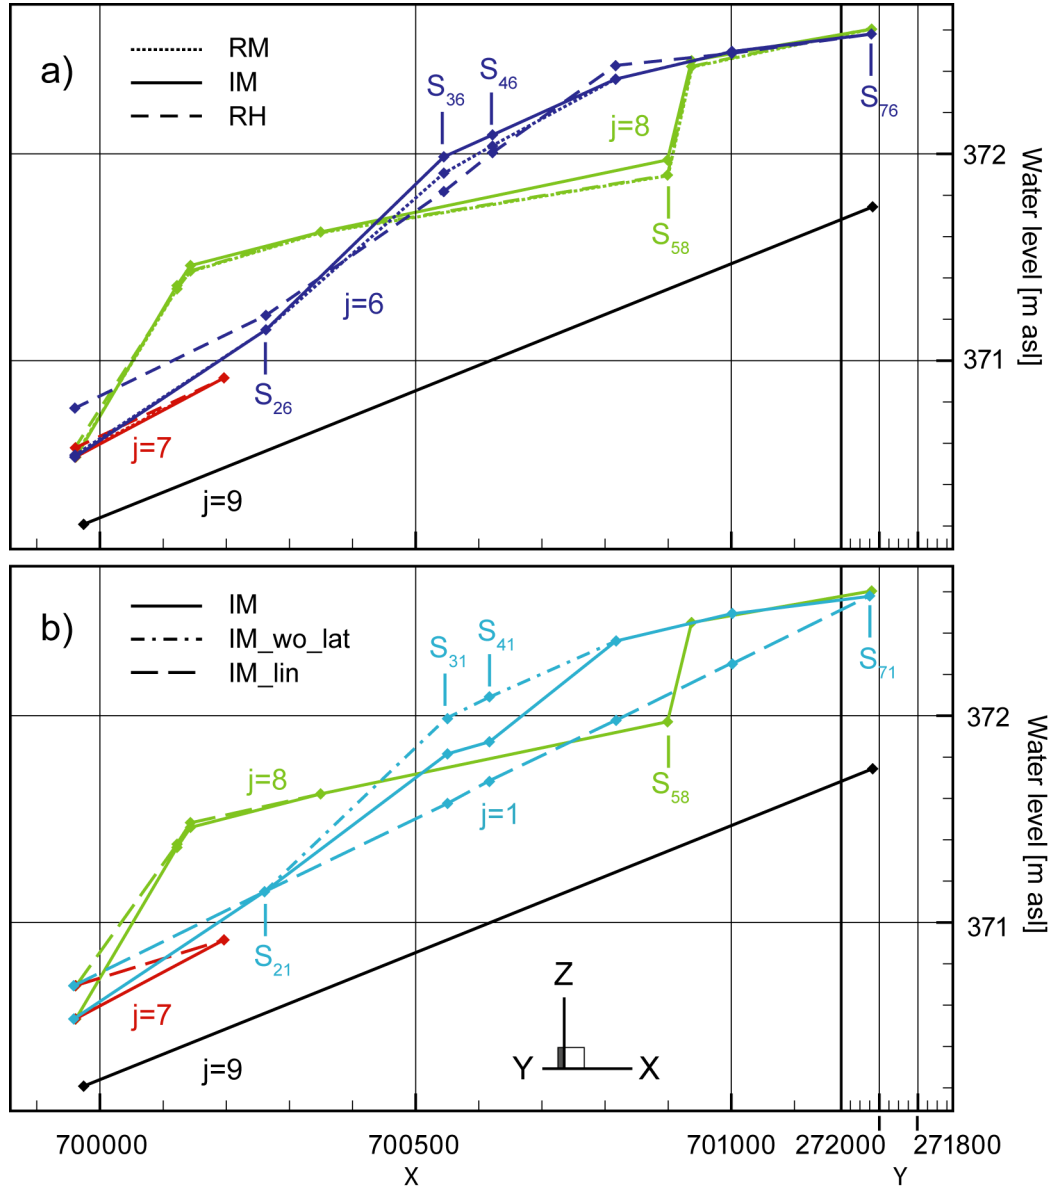 a)
RM
IM
RH
S36
S46
S76
j=8
372
S58
j=6
371
S26
j=7
j=9
Water level [m asl]
b)
IM
IM_wo_lat
IM_lin
S31
S41
S71
372
j=8
S58
j=1
371
S21
j=7
j=9
Z
Y
X
Water level [m asl]
700000
700500
701000
272000
271800
X
Y